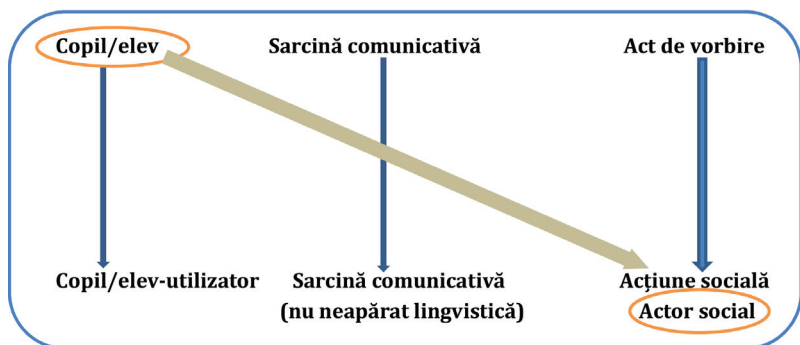 Copil/elev Sarcină comunicativă Act de vorbire
Copil/elev-utilizator Sarcină comunicativă Acțiune socială
(nu neapărat lingvistică) Actor social